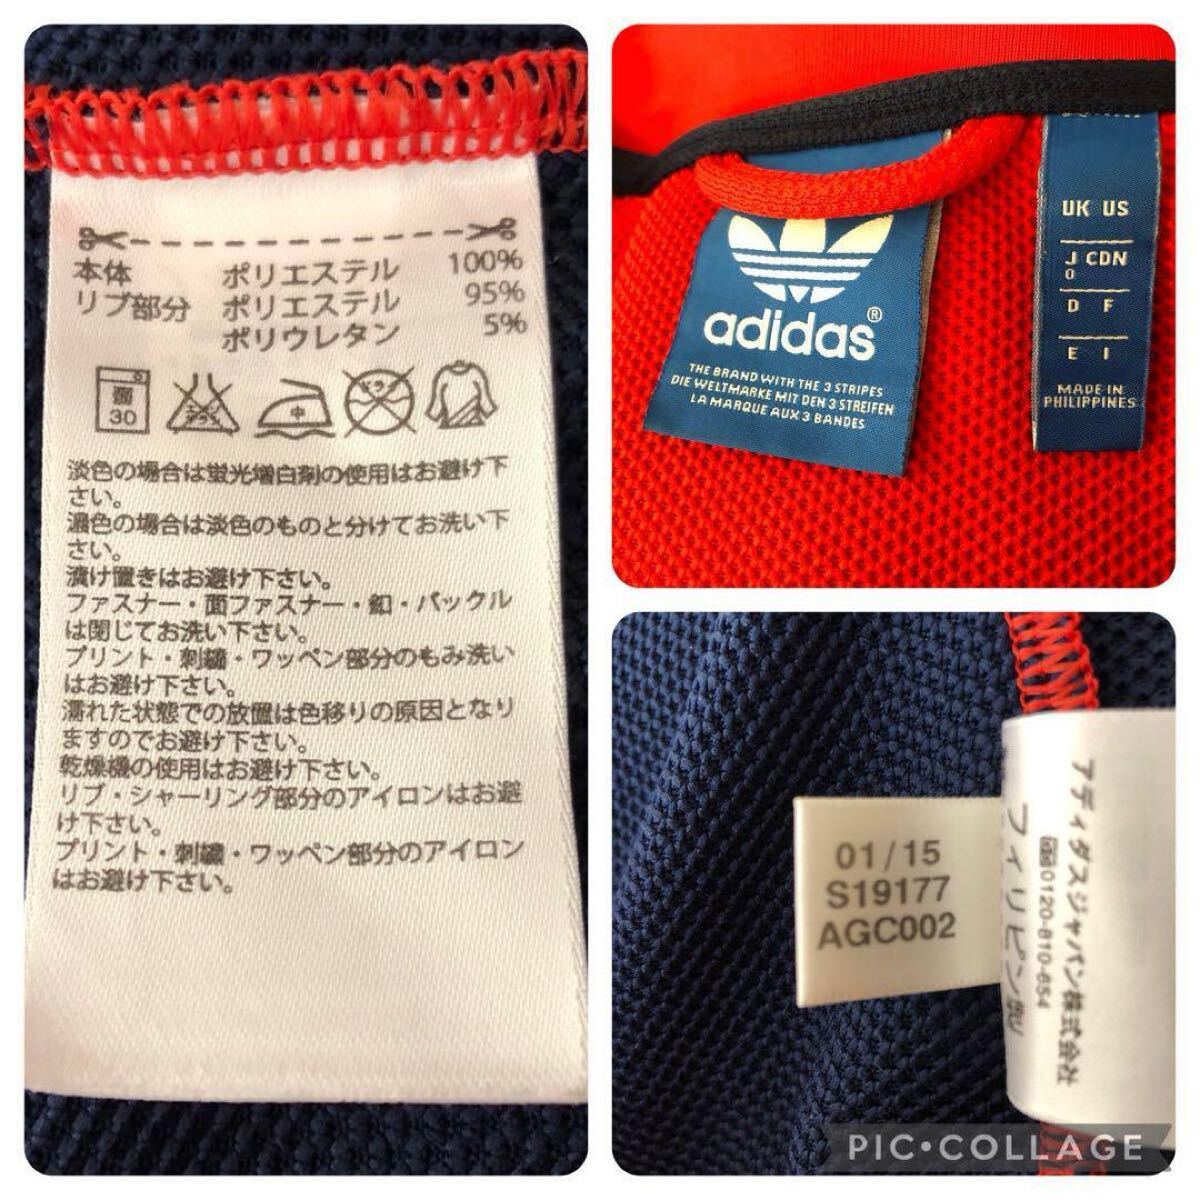 本体 ポリエステル 100%
リブ部分 ポリエステル 95%
ポリウレタン 5%
30
中
淡色の場合は蛍光増白剤の使用はお避け下
さい。
濃色の場合は淡色のものと分けてお洗い下
さい。
漬け置きはお避け下さい。
ファスナー・面ファスナー・釦・バックル
は閉じてお洗い下さい。
プリント・刺繍・ワッペン部分のもみ洗い
はお避け下さい。
濡れた状態での放置は色移りの原因となり
ますのでお避け下さい。
乾燥機の使用はお避け下さい。
リブ・シャーリング部分のアイロンはお避
け下さい。
プリント・刺繍・ワッペン部分のアイロン
はお避け下さい。
adidas®
THE BRAND WITH THE 3 STRIPES
DIE WELTMARKE MIT DEN 3 STREIFEN
LA MARQUE AUX 3 BANDES
UK US
J CDN
O
D F
E I
MADE IN
PHILIPPINES
01/15
S19177
AGC002
アディダスジャパン株式会社
0120-810-654
フィリピン製
PIC•COLLAGE